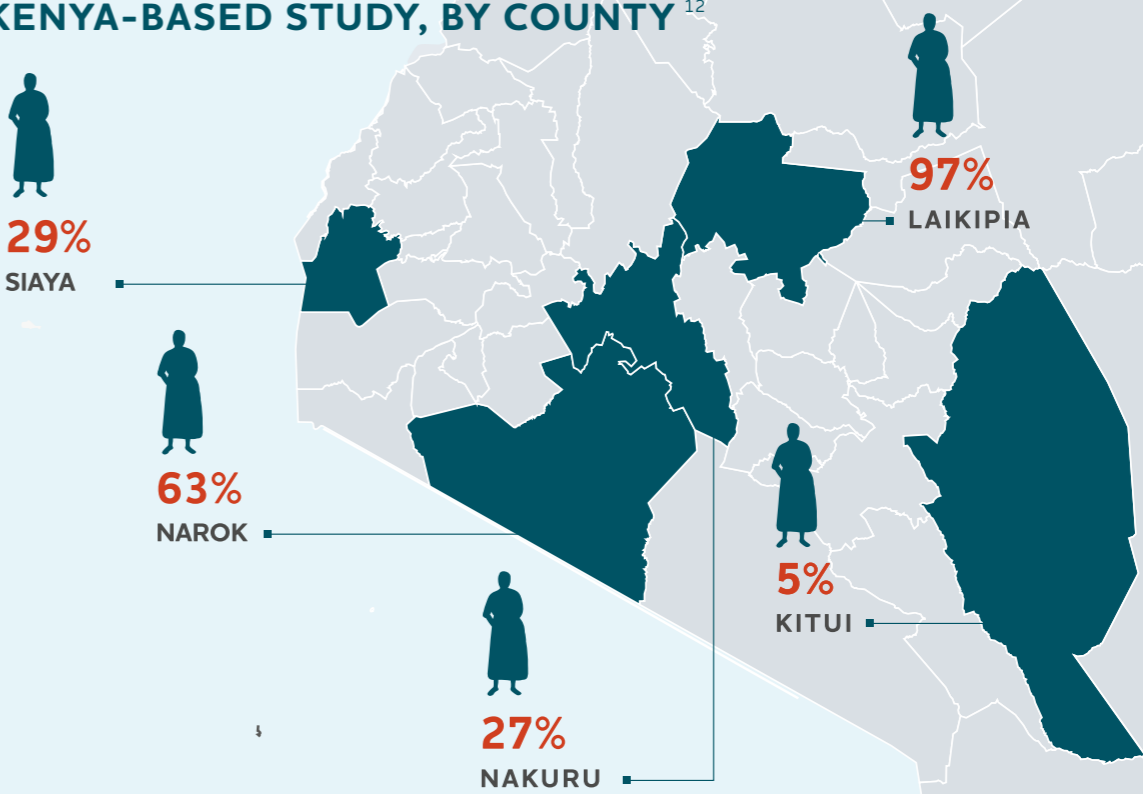 KENYA-BASED STUDY, BY COUNTY 12
97%
LAIKIPIA
29%
SIAYA
63%
NAROK
5%
KITUI
27%
NAKURU